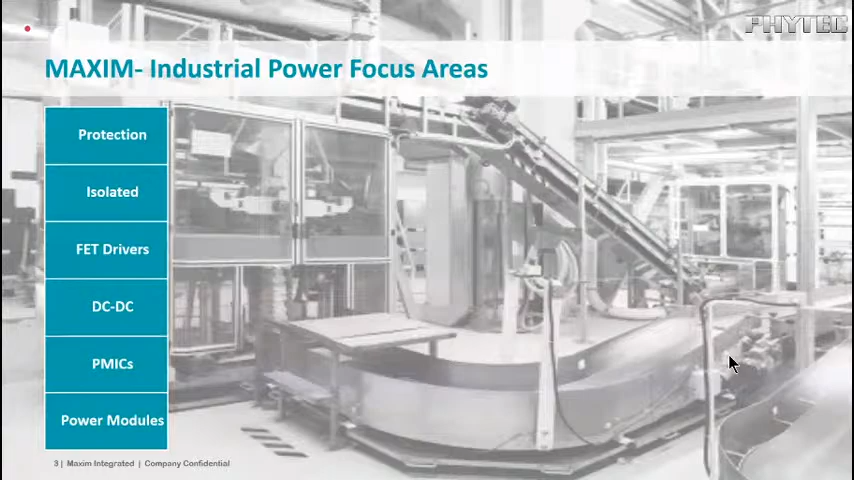 PHYTEC
MAXIM- Industrial Power Focus Areas
Protection
Isolated
FET Drivers
DC-DC
PMICs
Power Modules
3 | Maxim Integrated | Company Confidential